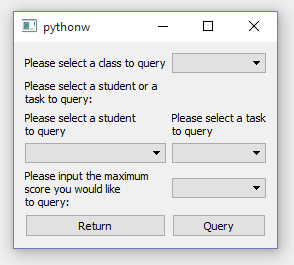 pythonw
Please select a class to query
Please select a student or a
task to query:
Please select a student
to query
Please select a task
to query
Please input the maximum
score you would like
to query:
Return
Query